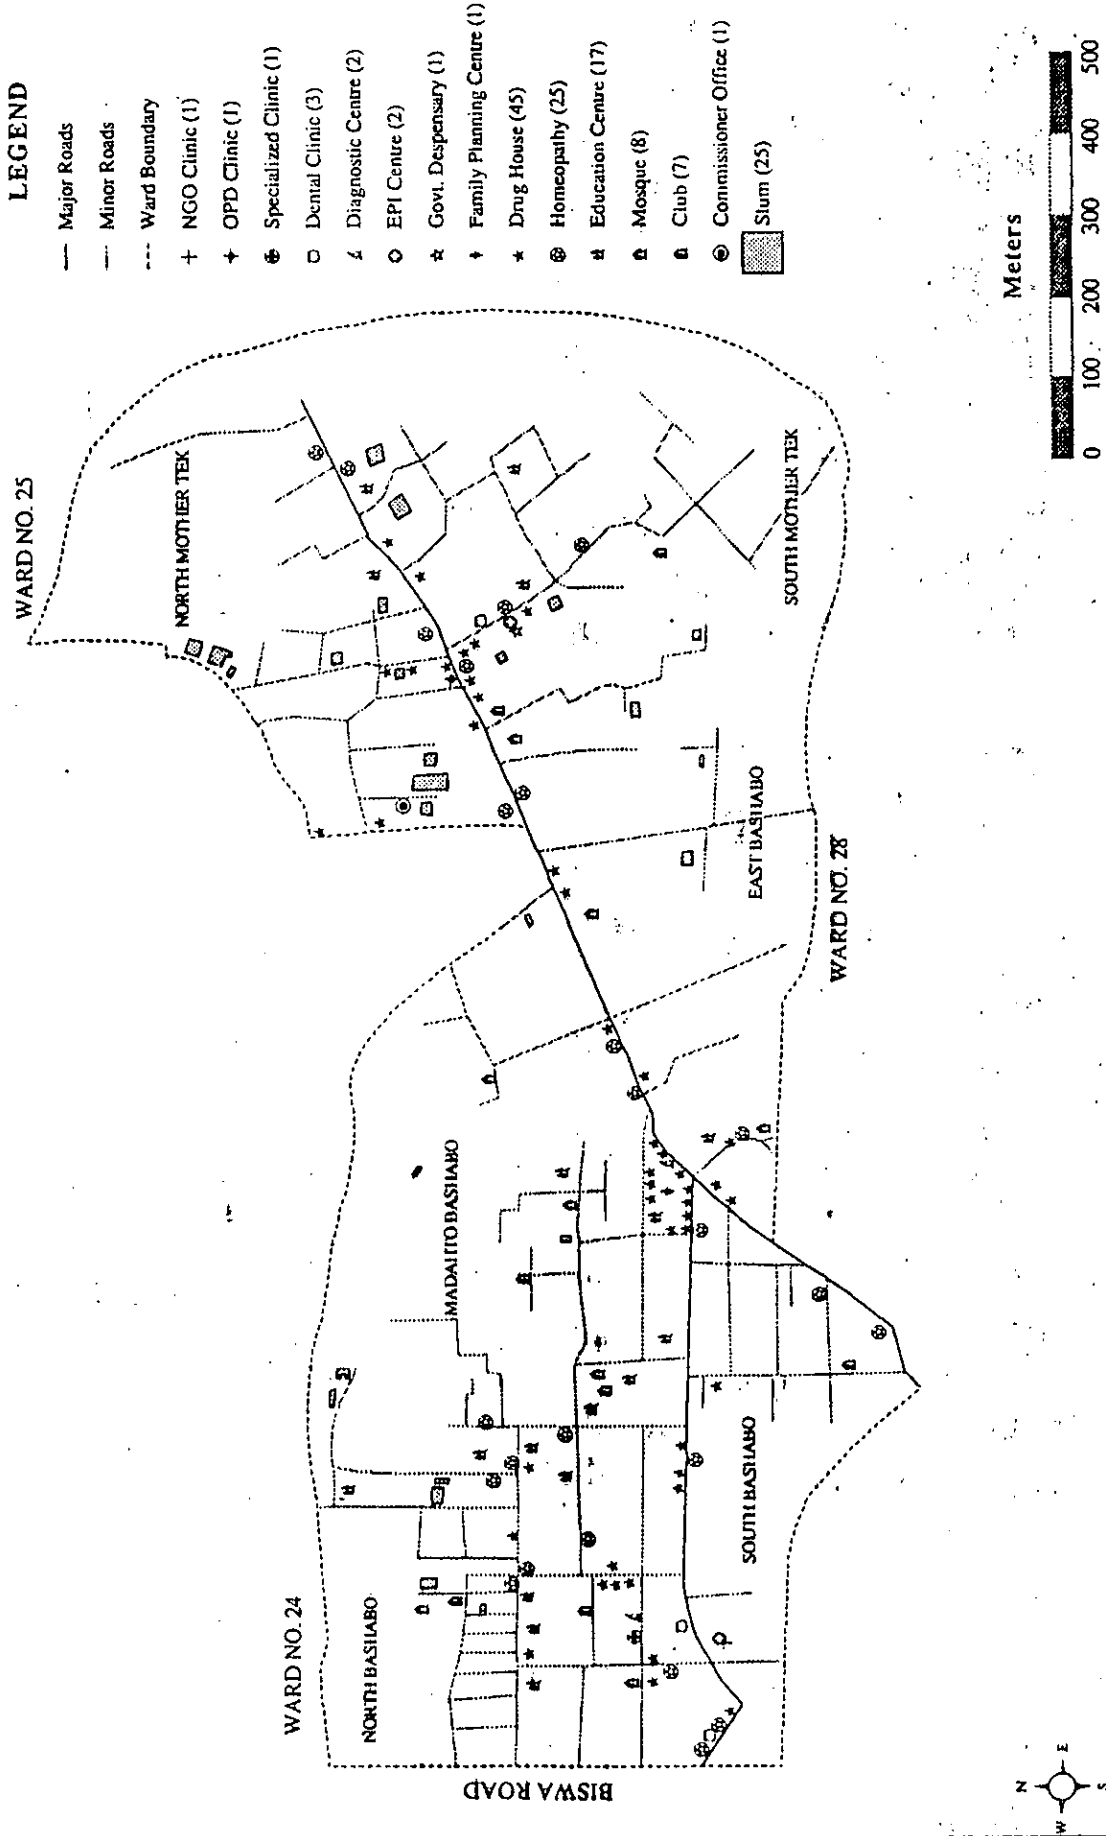 LEGEND
Major Roads
Minor Roads
Ward Boundary
NGO Clinic (1)
OPD Clinic (1)
Specialized Clinic (1)
Dental Clinic (3)
Diagnostic Centre (2)
EPI Centre (2)
Govt. Despensary (1)
Family Planning Centre (1)
Drug House (45)
Homeopathy (25)
Education Centre (17)
Mosque (8)
Club (7)
Commissioner Office (1)
Slum (25)
WARD NO. 25
NORTH MOTHER TEK
SOUTH MOTHER TEK
EAST BASHABO
WARD NO. 28
MADAHTO BASHABO
SOUTH BASHABO
WARD NO. 24
NORTH BASHABO
BISWA ROAD
Meters
0 100 200 300 400 500
N
W E
S